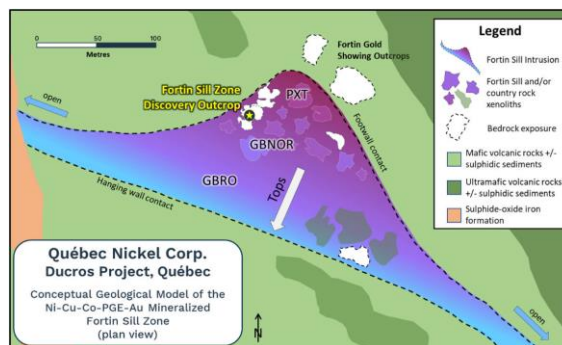 0
50
100
Metres
Fortin Gold
Showing Outcrops
Fortin Sill Zone
Discovery Outcrop
PXT
open
GBNOR
Footwall contact
GBRO
Tops
Hanging wall contact
open
N
Québec Nickel Corp.
Ducros Project, Québec
Conceptual Geological Model of the
Ni-Cu-Co-PGE-Au Mineralized
Fortin Sill Zone
(plan view)
Legend
Fortin Sill Intrusion
Fortin Sill and/or
country rock
xenoliths
Bedrock exposure
Mafic volcanic rocks +/-
sulphidic sediments
Ultramafic volcanic rocks
+/- sulphidic sediments
Sulphide-oxide iron
formation